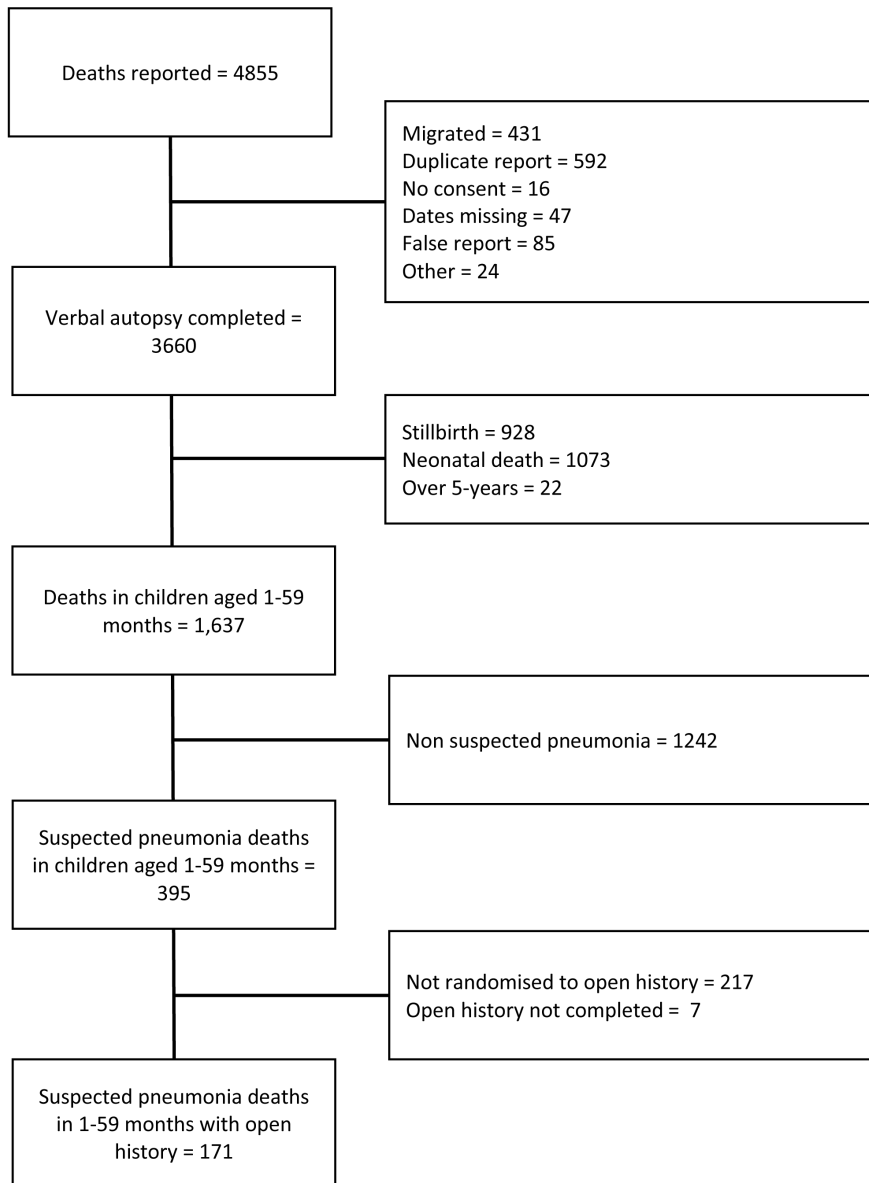 Deaths reported = 4855
Migrated = 431
Duplicate report = 592
No consent = 16
Dates missing = 47
False report = 85
Other = 24
Verbal autopsy completed =
3660
Stillbirth = 928
Neonatal death = 1073
Over 5-years = 22
Deaths in children aged 1-59
months = 1,637
Non suspected pneumonia = 1242
Suspected pneumonia deaths
in children aged 1-59 months =
395
Not randomised to open history = 217
Open history not completed =  7
Suspected pneumonia deaths
in 1-59 months with open
history = 171